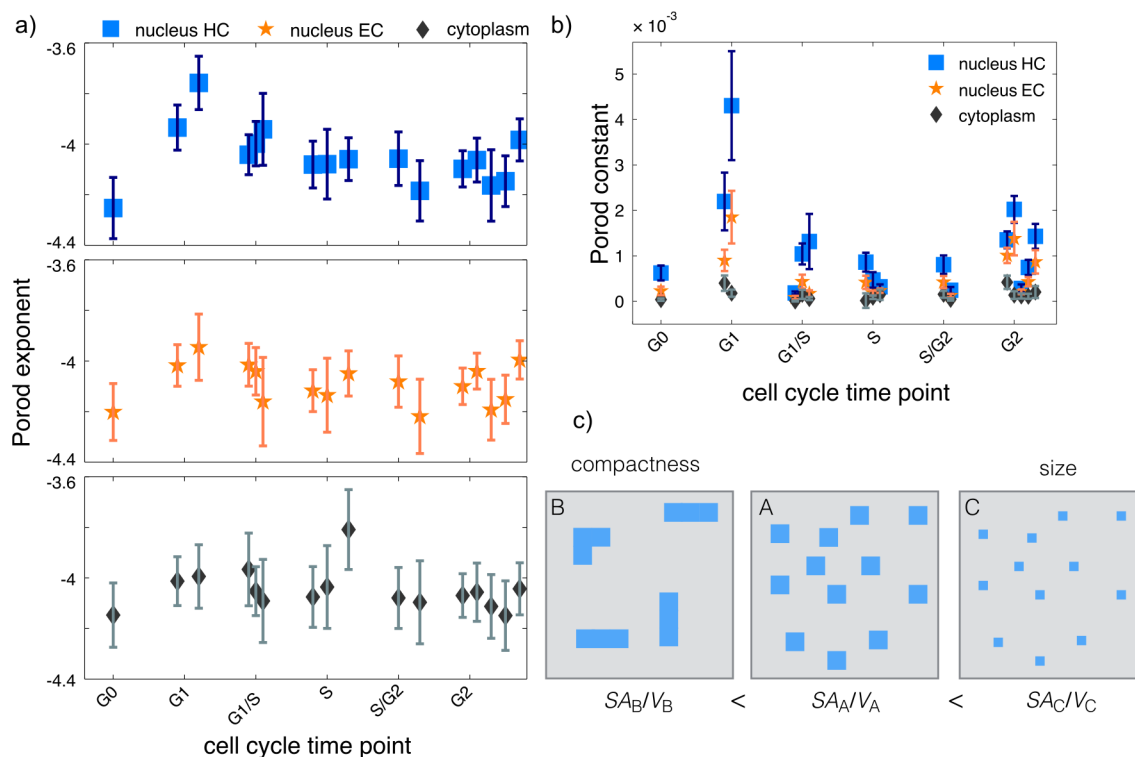 a)
nucleus HC nucleus EC cytoplasm
-3.6
-4
-4.4
-3.6
-4
-4.4
-3.6
-4
-4.4
Porod exponent
G0 G1 G1/S S S/G2 G2
cell cycle time point
b)
× 10⁻³
5
4
3
2
1
0
Porod constant
nucleus HC
nucleus EC
cytoplasm
G0 G1 G1/S S S/G2 G2
cell cycle time point
c)
compactness size
B A C
SA_B/V_B < SA_A/V_A < SA_C/V_C